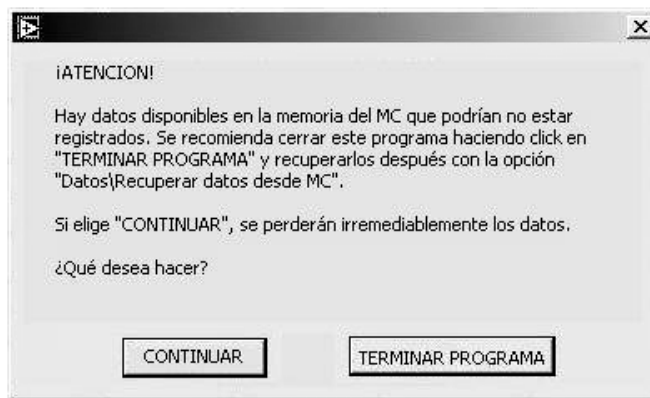 ¡ATENCION!
Hay datos disponibles en la memoria del MC que podrían no estar
registrados. Se recomienda cerrar este programa haciendo click en
"TERMINAR PROGRAMA" y recuperarlos después con la opción
"Datos\Recuperar datos desde MC".
Si elige "CONTINUAR", se perderán irremediablemente los datos.
¿Qué desea hacer?
CONTINUAR
TERMINAR PROGRAMA